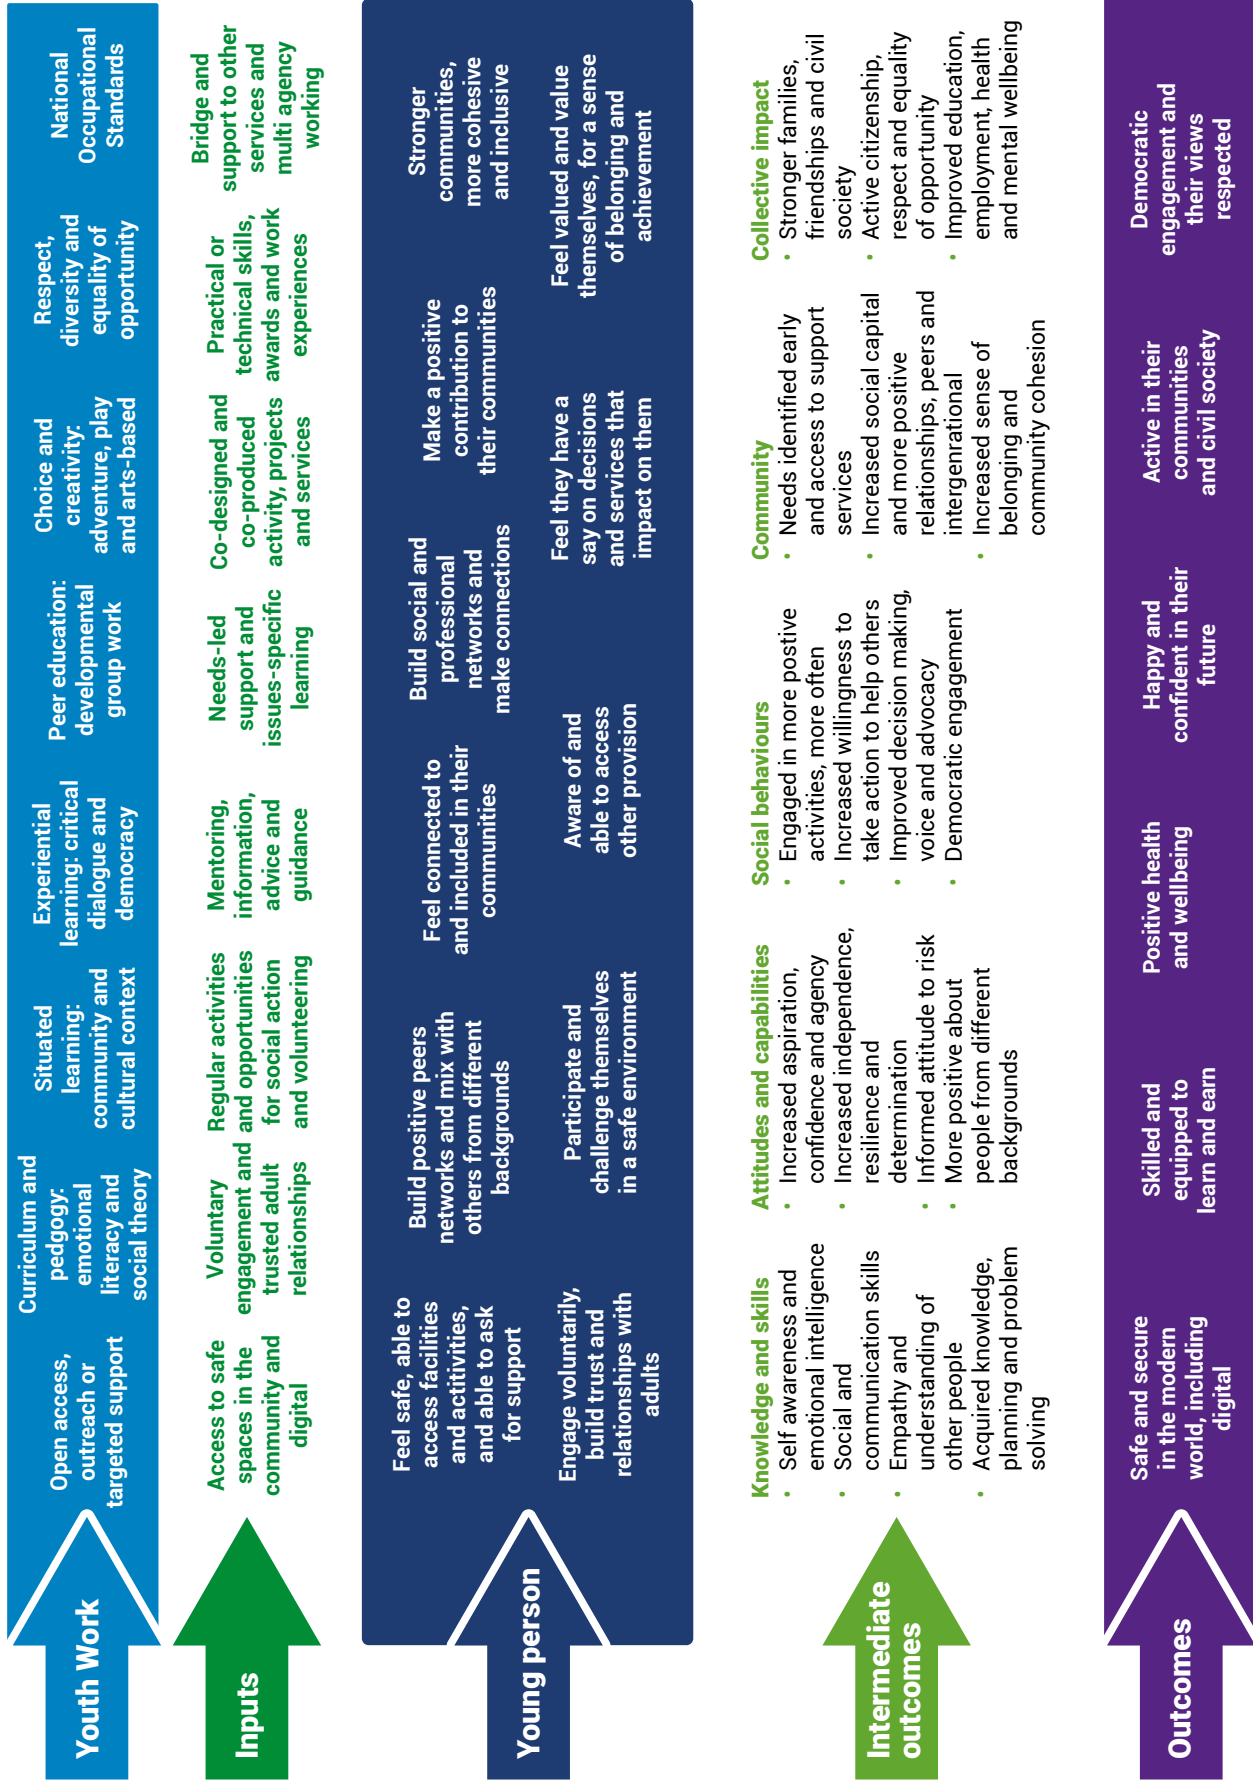 Youth Work
Open access,
outreach or
targeted support
Curriculum and
pedgogy:
emotional
literacy and
social theory
Situated
learning:
community and
cultural context
Experiential
learning: critical
dialogue and
democracy
Peer education:
developmental
group work
Choice and
creativity:
adventure, play
and arts-based
Respect,
diversity and
equality of
opportunity
National
Occupational
Standards
Inputs
Access to safe
spaces in the
community and
digital
Voluntary
engagement and
trusted adult
relationships
Regular activities
and opportunities
for social action
and volunteering
Mentoring,
information,
advice and
guidance
Needs-led
support and
issues-specific
learning
Co-designed and
co-produced
activity, projects
and services
Practical or
technical skills,
awards and work
experiences
Bridge and
support to other
services and
multi agency
working
Young person
Feel safe, able to
access facilities
and actitivities,
and able to ask
for support
Build positive peers
networks and mix with
others from different
backgrounds
Feel connected to
and included in their
communities
Build social and
professional
networks and
make connections
Make a positive
contribution to
their communities
Stronger
communities,
more cohesive
and inclusive
Engage voluntarily,
build trust and
relationships with
adults
Participate and
challenge themselves
in a safe environment
Aware of and
able to access
other provision
Feel they have a
say on decisions
and services that
impact on them
Feel valued and value
themselves, for a sense
of belonging and
achievement
Intermediate
outcomes
Knowledge and skills
• Self awareness and
emotional intelligence
• Social and
communication skills
• Empathy and
understanding of
other people
• Acquired knowledge,
planning and problem
solving
Attitudes and capabilities
• Increased aspiration,
confidence and agency
• Increased independence,
resilience and
determination
• Informed attitude to risk
• More positive about
people from different
backgrounds
Social behaviours
• Engaged in more postive
activities, more often
• Increased willingness to
take action to help others
• Improved decision making,
voice and advocacy
• Democratic engagement
Community
• Needs identified early
and access to support
services
• Increased social capital
and more positive
relationships, peers and
intergenrational
• Increased sense of
belonging and
community cohesion
Collective impact
• Stronger families,
friendships and civil
society
• Active citizenship,
respect and equality
of opportunity
• Improved education,
employment, health
and mental wellbeing
Outcomes
Safe and secure
in the modern
world, including
digital
Skilled and
equipped to
learn and earn
Positive health
and wellbeing
Happy and
confident in their
future
Active in their
communities
and civil society
Democratic
engagement and
their views
respected